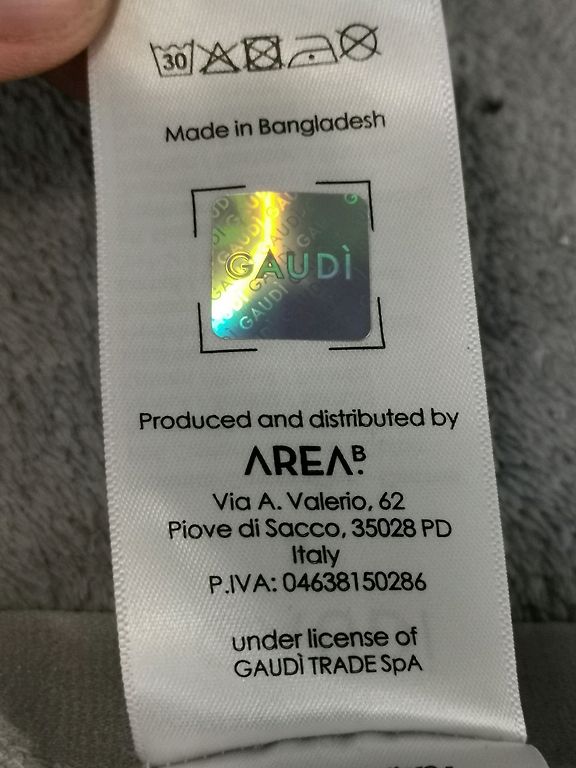 30
Made in Bangladesh
GAUDÌ
Produced and distributed by
AREA B.
Via A. Valerio, 62
Piove di Sacco, 35028 PD
Italy
P.IVA: 04638150286
under license of
GAUDÌ TRADE SpA